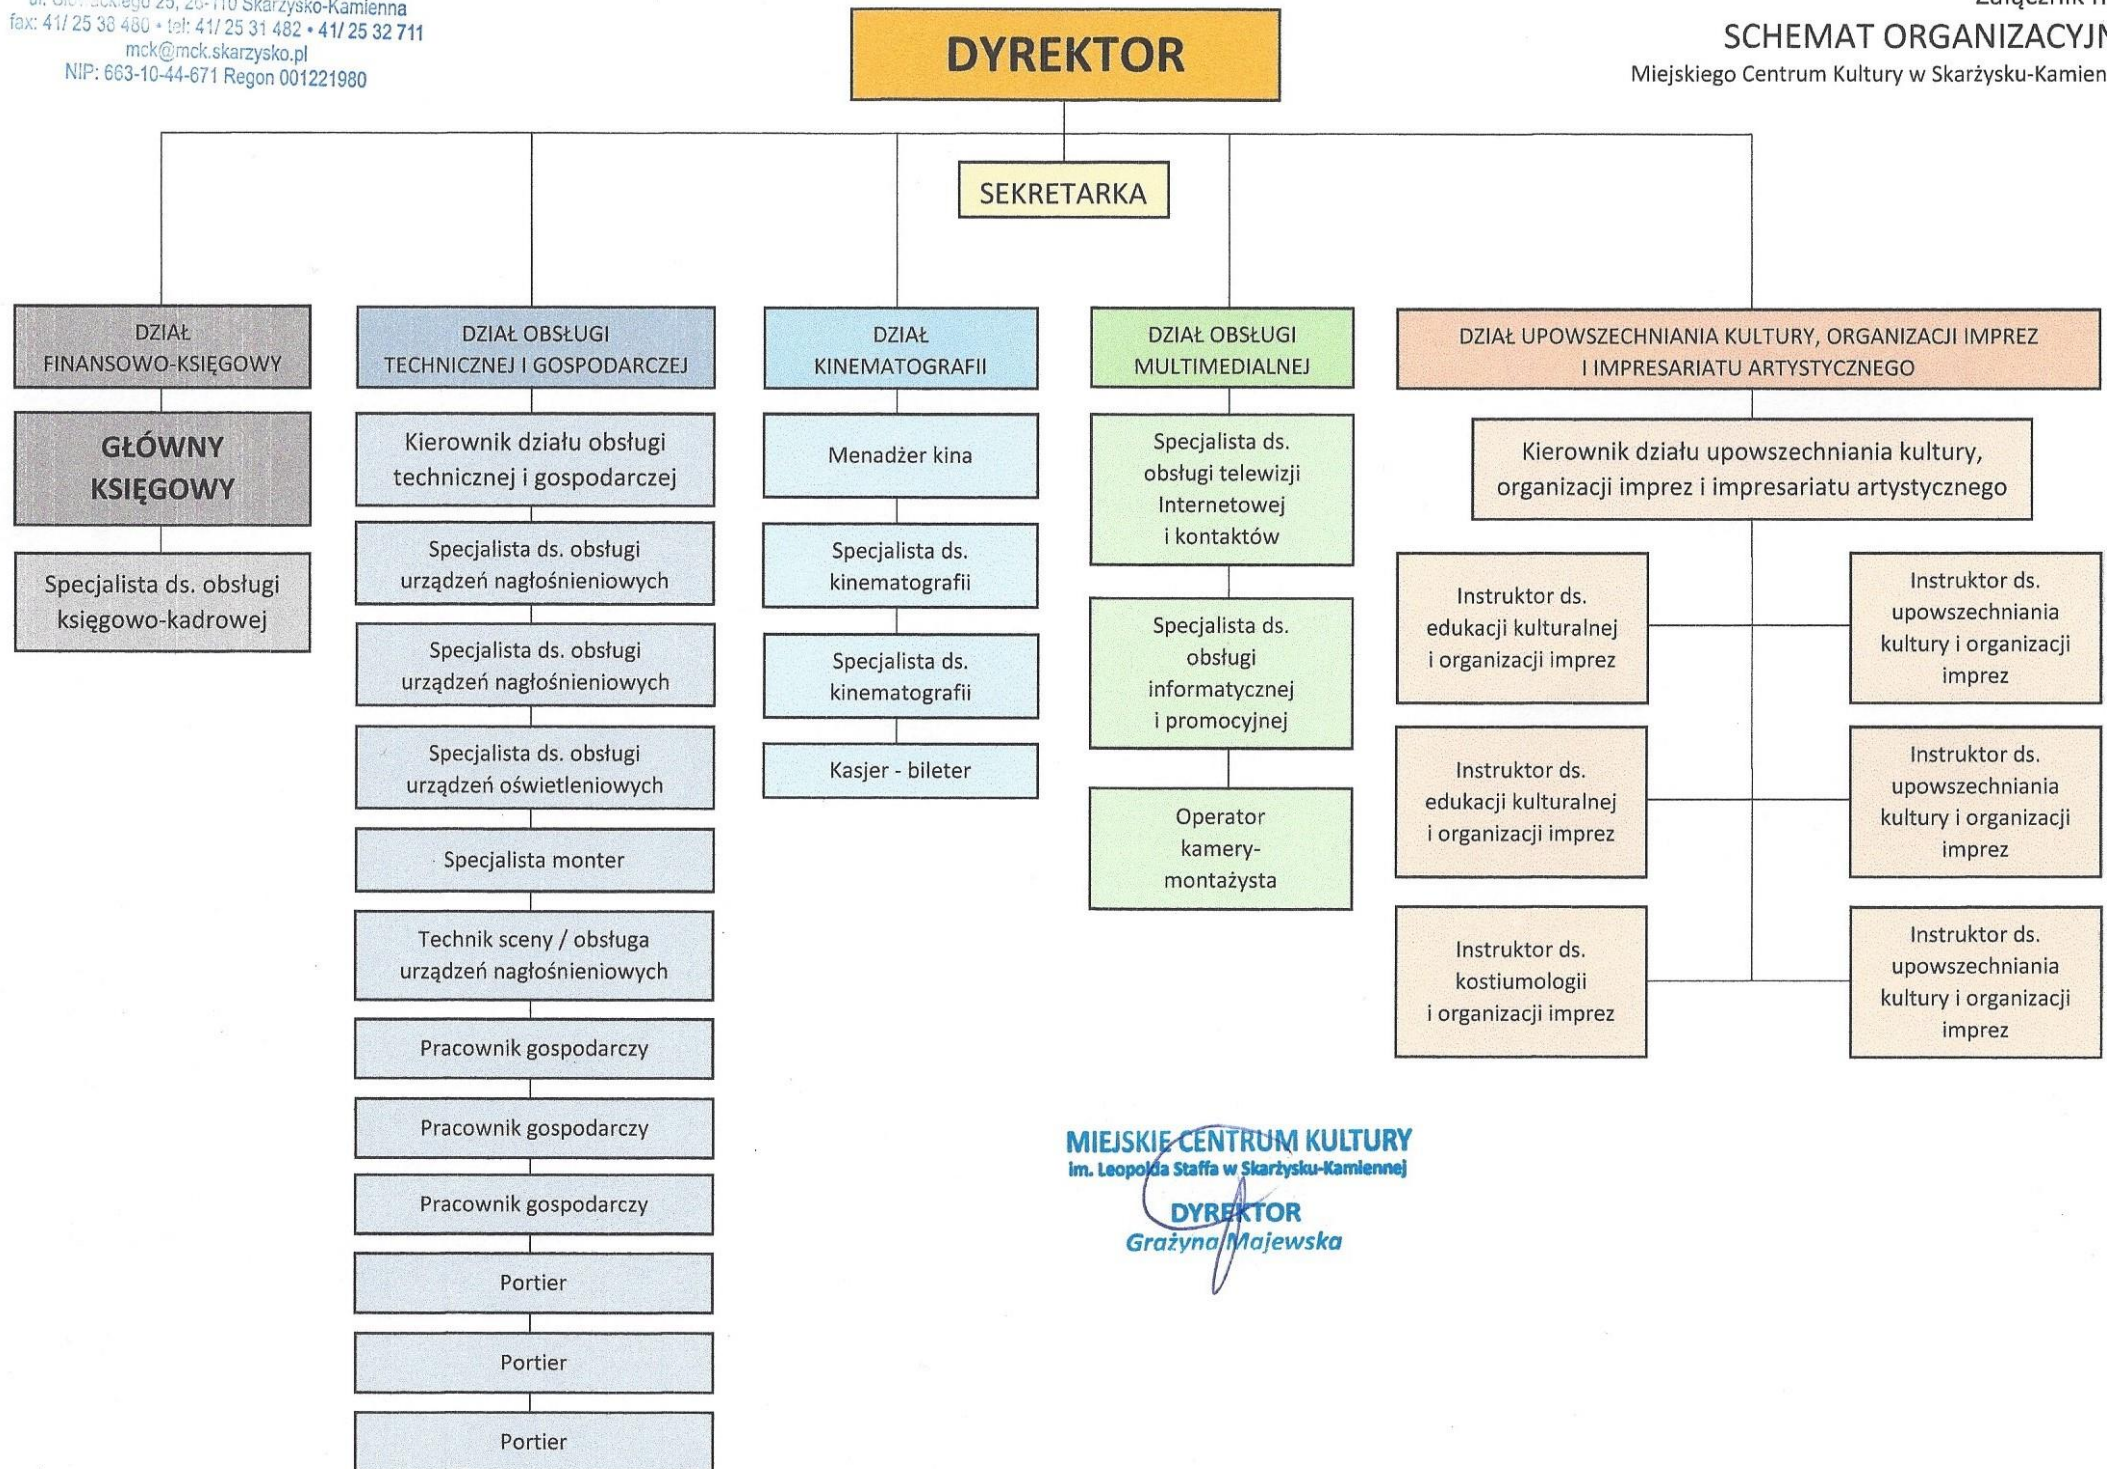 25, 26-110 Skarżysko-Kamienna
fax: 41/ 25 38 480 • tel: 41/ 25 31 482 • 41/ 25 32 711
mck@mck.skarzysko.pl
NIP: 663-10-44-671 Regon 001221980
SCHEMAT ORGANIZACYJN
Miejskiego Centrum Kultury w Skarżysku-Kamien
DYREKTOR
SEKRETARKA
DZIAŁ
FINANSOWO-KSIĘGOWY
GŁÓWNY
KSIĘGOWY
Specjalista ds. obsługi
księgowo-kadrowej
DZIAŁ OBSŁUGI
TECHNICZNEJ I GOSPODARCZEJ
Kierownik działu obsługi
technicznej i gospodarczej
Specjalista ds. obsługi
urządzeń nagłośnieniowych
Specjalista ds. obsługi
urządzeń nagłośnieniowych
Specjalista ds. obsługi
urządzeń oświetleniowych
Specjalista monter
Technik sceny / obsługa
urządzeń nagłośnieniowych
Pracownik gospodarczy
Pracownik gospodarczy
Pracownik gospodarczy
Portier
Portier
Portier
DZIAŁ
KINEMATOGRAFII
Menadżer kina
Specjalista ds.
kinematografii
Specjalista ds.
kinematografii
Kasjer - bileter
DZIAŁ OBSŁUGI
MULTIMEDIALNEJ
Specjalista ds.
obsługi telewizji
Internetowej
i kontaktów
Specjalista ds.
obsługi
informatycznej
i promocyjnej
Operator
kamery-
montażysta
DZIAŁ UPOWSZECHNIANIA KULTURY, ORGANIZACJI IMPREZ
I IMPRESARIATU ARTYSTYCZNEGO
Kierownik działu upowszechniania kultury,
organizacji imprez i impresariatu artystycznego
Instruktor ds.
edukacji kulturalnej
i organizacji imprez
Instruktor ds.
upowszechniania
kultury i organizacji
imprez
Instruktor ds.
edukacji kulturalnej
i organizacji imprez
Instruktor ds.
upowszechniania
kultury i organizacji
imprez
Instruktor ds.
kostiumologii
i organizacji imprez
Instruktor ds.
upowszechniania
kultury i organizacji
imprez
MIEJSKIE CENTRUM KULTURY
im. Leopolda Staffa w Skarżysku-Kamiennej
DYREKTOR
Grażyna Majewska